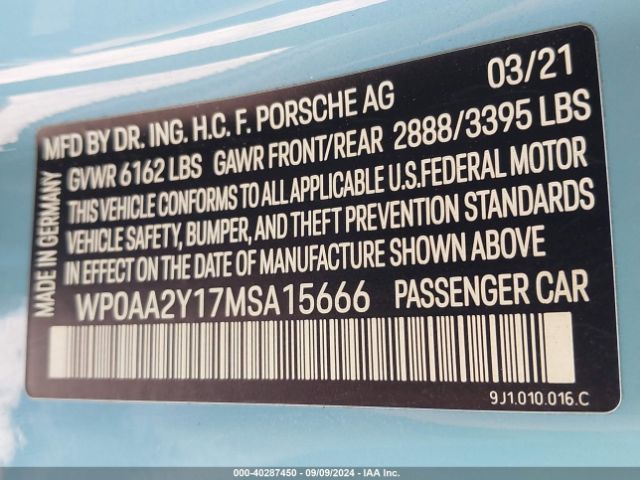 MFD BY DR. ING. H.C. F. PORSCHE AG 03/21
GVWR 6162 LBS GAWR FRONT/REAR 2888/3395 LBS
THIS VEHICLE CONFORMS TO ALL APPLICABLE U.S.FEDERAL MOTOR
VEHICLE SAFETY, BUMPER, AND THEFT PREVENTION STANDARDS
IN EFFECT ON THE DATE OF MANUFACTURE SHOWN ABOVE
MADE IN GERMANY
WP0AA2Y17MSA15666 PASSENGER CAR
9J1.010.016.C
000-40287450 - 09/09/2024 - IAA Inc.